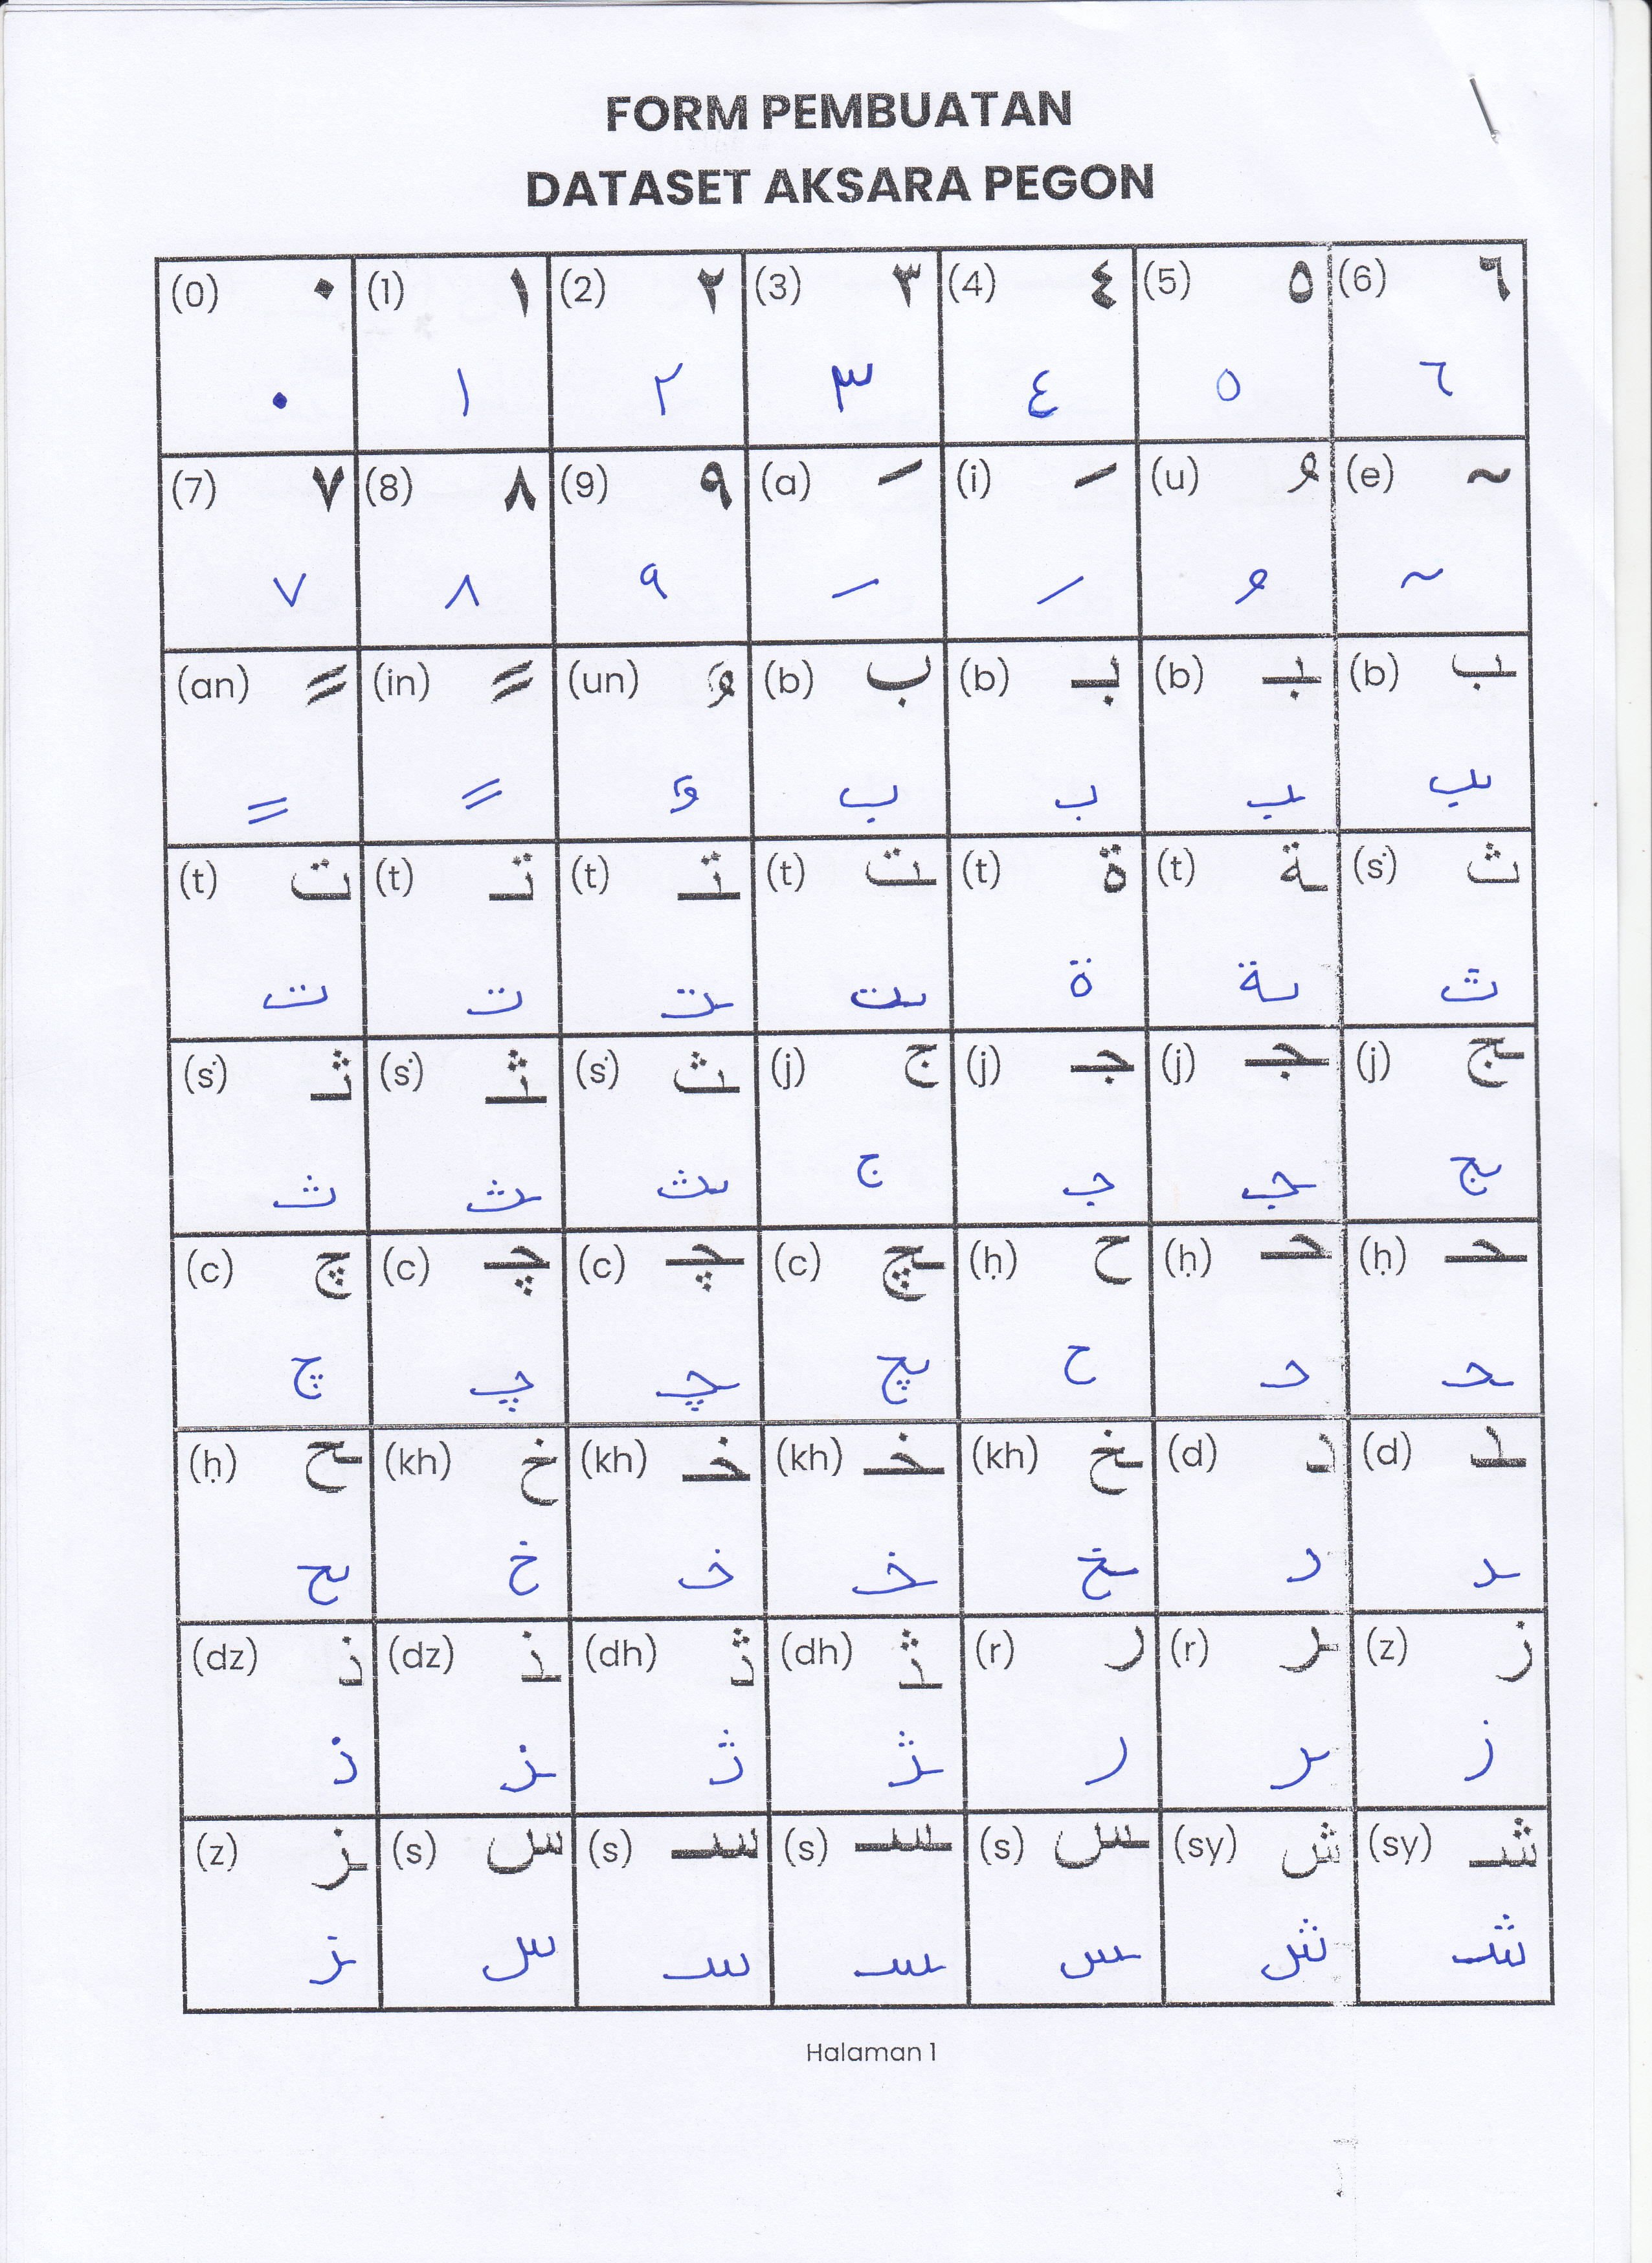 FORM PEMBUATAN
DATASET AKSARA PEGON
(0) ٠ (1) ١ (2) ٢ (3) ٣ (4) ٤ (5) ٥ (6) ٦
٠ ١ ٢ ٣ ٤ ٥ ٦
(7) ٧ (8) ٨ (9) ٩ (a) َ (i) ِ (u) ُ (e) ٓ
٧ ٨ ٩ َ ِ ُ ٓ
(an) ً (in) ٍ (un) ٌ (b) ب (b) بـ (b) ـبـ (b) ـب
ً ٍ ٌ ب بـ ـبـ ـب
(t) ت (t) تـ (t) ـتـ (t) ـت (t) ة (t) ـة (ṡ) ث
ت تـ ـتـ ـت ة ـة ث
(ṡ) ثـ (ṡ) ـثـ (ṡ) ـث (j) ج (j) جـ (j) ـجـ (j) ـج
ثـ ـثـ ـث ج جـ ـجـ ـج
(c) چ (c) چـ (c) ـچـ (c) ـچ (ḥ) ح (ḥ) حـ (ḥ) ـحـ
چ چـ ـچـ ـچ ح حـ ـحـ
(ḥ) ـح (kh) خ (kh) خـ (kh) ـخـ (kh) ـخ (d) د (d) ـد
ـح خ خـ ـخـ ـخ د ـد
(dz) ذ (dz) ـذ (dh) ڎ (dh) ـڎ (r) ر (r) ـر (z) ز
ذ ـذ ڎ ـڎ ر ـر ز
(z) ـز (s) س (s) سـ (s) ـسـ (s) ـس (sy) ش (sy) شـ
ـز س سـ ـسـ ـس ش شـ
Halaman 1